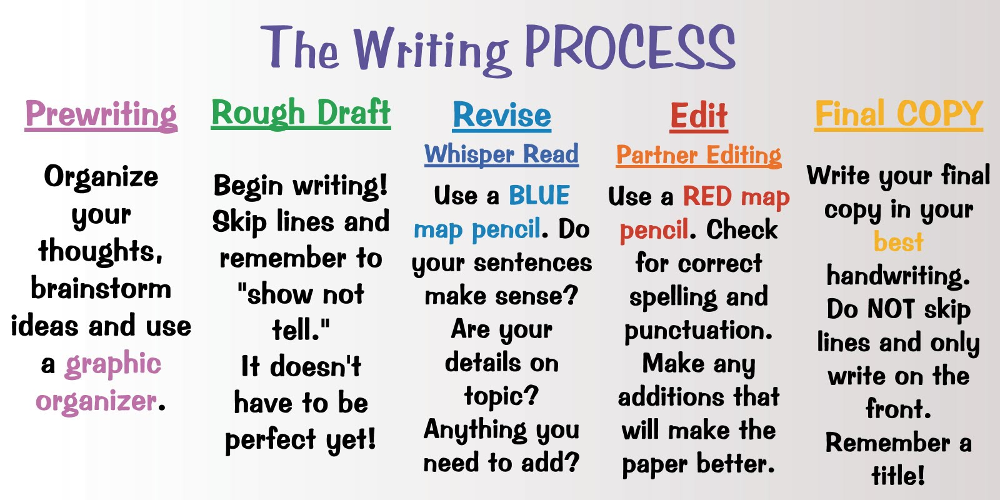 The Writing PROCESS
Prewriting
Organize
your
thoughts,
brainstorm
ideas and use
a graphic
organizer.
Rough Draft
Begin writing!
Skip lines and
remember to
"show not
tell."
It doesn't
have to be
perfect yet!
Revise
Whisper Read
Use a BLUE
map pencil. Do
your sentences
make sense?
Are your
details on
topic?
Anything you
need to add?
Edit
Partner Editing
Use a RED map
pencil. Check
for correct
spelling and
punctuation.
Make any
additions that
will make the
paper better.
Final COPY
Write your final
copy in your
best
handwriting.
Do NOT skip
lines and only
write on the
front.
Remember a
title!